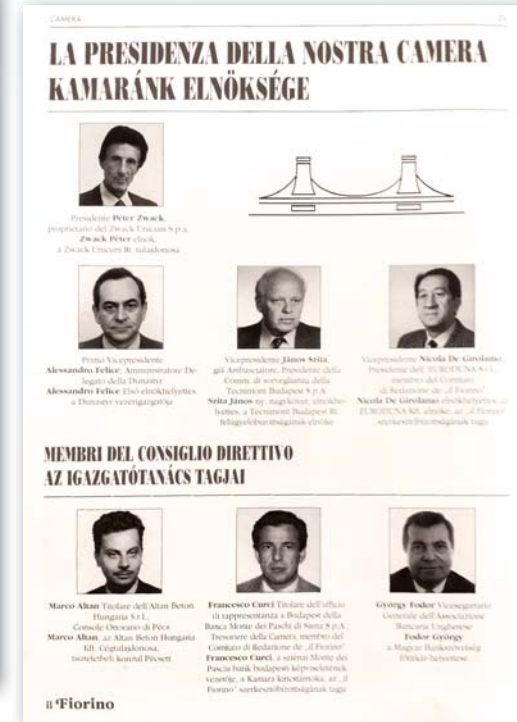 CAMERA
LA PRESIDENZA DELLA NOSTRA CAMERA
KAMARÁNK ELNÖKSÉGE
Presidente Péter Zwack,
proprietario del Zwack Unicum S.p.a.
Zwack Péter elnök,
a Zwack Unicum Rt. tulajdonosa
Primo Vicepresidente
Alessandro Felice, Amministratore De-
legato della Dunastyr
Alessandro Felice Első elnökhelyettes,
a Dunastyr vezérigazgatója
Vicepresidente János Szita,
già Ambasciatore, Presidente della
Comm. di sorveglianza della
Tecnimont Budapest S.p.A.
Szita János ny. nagykövet, elnökhe-
lyettes, a Tecnimont Budapest Rt.
felügyelőbizottságának elnöke
Vicepresidente Nicola De Girolamo,
Presidente dell' EURODUNA S.r.l.,
membro del Comitato
di Redazione de „il Fiorino"
Nicola De Girolamo elnökhelyettes, az
EURODUNA Kft. elnöke, az „il Fiorino"
szerkesztőbizottságának tagja
MEMBRI DEL CONSIGLIO DIRETTIVO
AZ IGAZGATÓTANÁCS TAGJAI
Marco Altan Titolare dell'Altan Beton
Hungaria S.r.l.,
Console Onorario di Pécs
Marco Altan, az Altan Beton Hungaria
Kft. Cégtulajdonosa,
tiszteletbeli konzul Pécsett
Francesco Curci Titolare dell'ufficio
di rappresentanza a Budapest della
Banca Monte dei Paschi di Siena S.p.A.,
Tesoriere della Camera, membro del
Comitato di Redazione de „il Fiorino"
Francesco Curci, a sienai Monte dei
Paschi bank budapesti képviseletének
vezetője, a Kamara kincstárnoka, az „il
Fiorino" szerkesztőbizottságának tagja
György Fodor Vicesegretario
Generale dell'Associazione
Bancaria Ungherese
Fodor György
a Magyar Bankszövetség
főtitkár-helyettese
il Fiorino